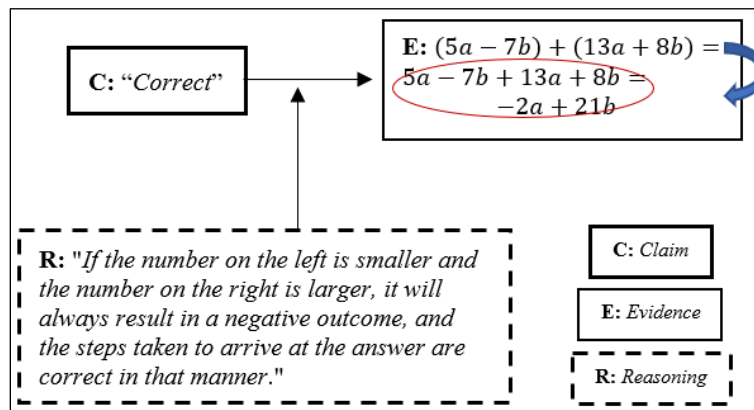 C: “Correct”
E: (5a − 7b) + (13a + 8b) =
5a − 7b + 13a + 8b =
−2a + 21b
R: "If the number on the left is smaller and
the number on the right is larger, it will
always result in a negative outcome, and
the steps taken to arrive at the answer are
correct in that manner."
C: Claim
E: Evidence
R: Reasoning